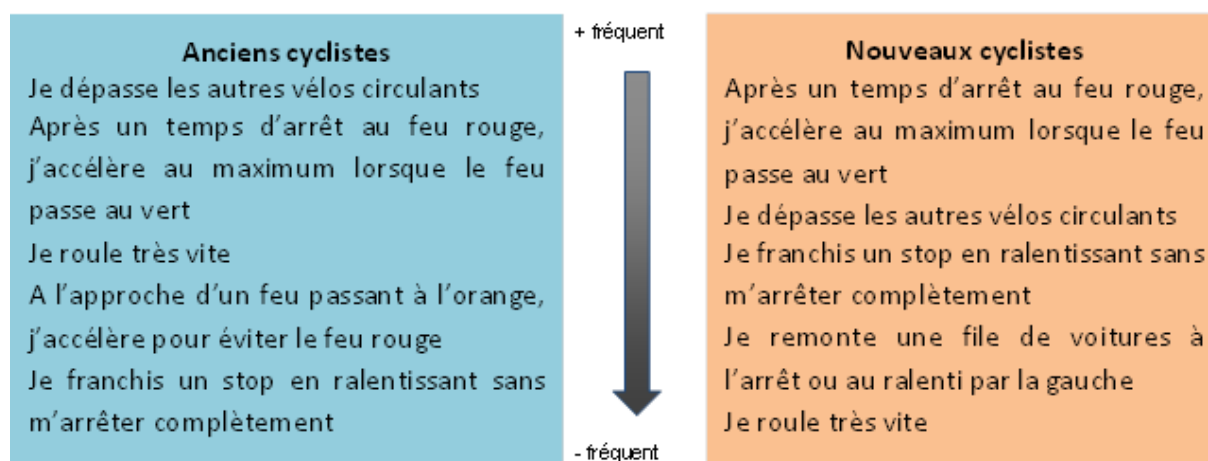 Anciens cyclistes
Je dépasse les autres vélos circulants
Après un temps d'arrêt au feu rouge,
j'accélère au maximum lorsque le feu
passe au vert
Je roule très vite
A l'approche d'un feu passant à l'orange,
j'accélère pour éviter le feu rouge
Je franchis un stop en ralentissant sans
m'arrêter complètement
+ fréquent
- fréquent
Nouveaux cyclistes
Après un temps d'arrêt au feu rouge,
j'accélère au maximum lorsque le feu
passe au vert
Je dépasse les autres vélos circulants
Je franchis un stop en ralentissant sans
m'arrêter complètement
Je remonte une file de voitures à
l'arrêt ou au ralenti par la gauche
Je roule très vite